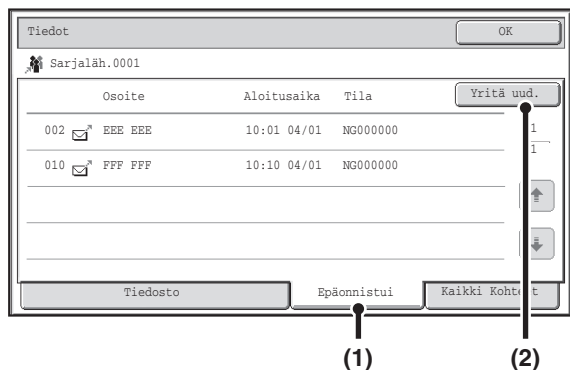 Tiedot OK
Sarjaläh.0001
Osoite Aloitusaika Tila Yritä uud.
002 EEE EEE 10:01 04/01 NG000000 1
1
010 FFF FFF 10:10 04/01 NG000000
Tiedosto Epäonnistui Kaikki Kohteet
(1) (2)